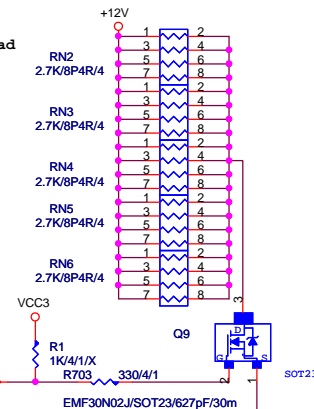 +12V
ad
1 2
3 4
RN2
5 6
2.7K/8P4R/4
7 8
1 2
3 4
RN3
5 6
2.7K/8P4R/4
7 8
1 2
3 4
RN4
5 6
2.7K/8P4R/4
7 8
1 2
RN5
3 4
2.7K/8P4R/4
5 6
7 8
1 2
RN6
3 4
2.7K/8P4R/4
5 6
7 8
3
VCC3
Q9
D
G S
R1
1K/4/1/X
SOT23
R703 330/4/1
2 1
EMF30N02J/SOT23/627pF/30m